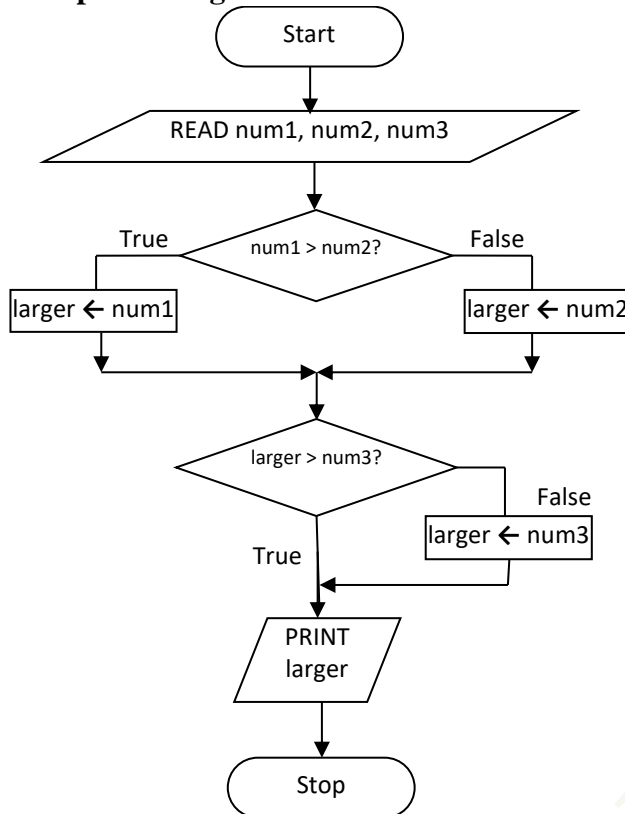 Start
READ num1, num2, num3
True
num1 > num2?
False
larger ← num1
larger ← num2
larger > num3?
False
larger ← num3
True
PRINT
larger
Stop